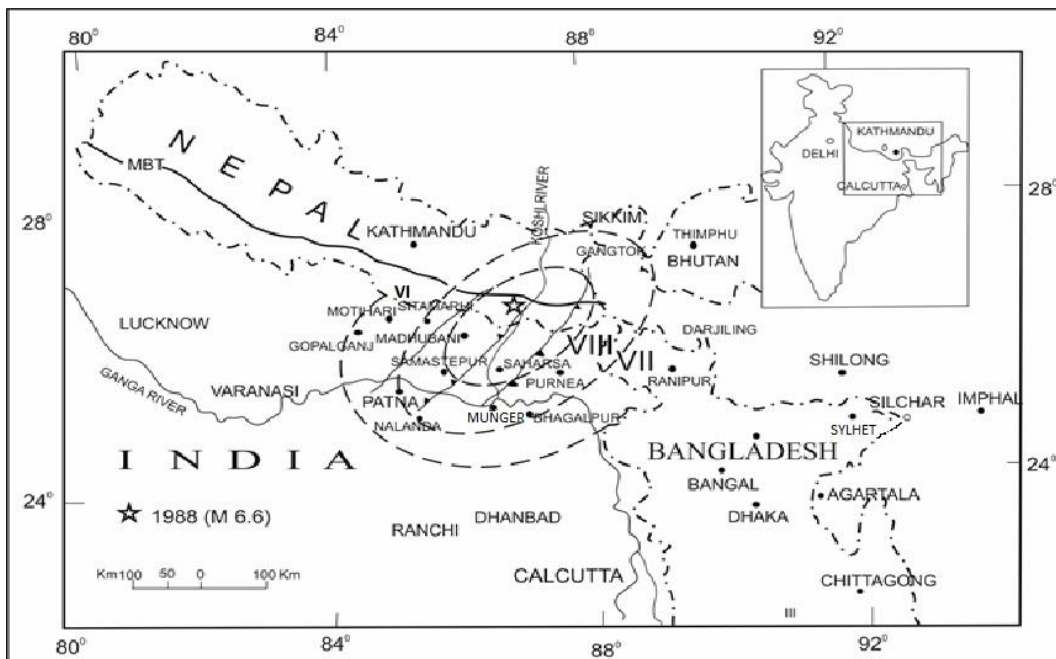 80° 84° 88° 92°
KATHMANDU
DELHI
CALCUTTA
NEPAL
MBT
KOSHI RIVER
SIKKIM
28° 28°
KATHMANDU
GANGTOK
THIMPHU
BHUTAN
VI
MOTIHARI SITAMARHI
LUCKNOW
GOPALGANJ MADHUBANI
DARJILING
VIII
VII
SAMASTEPUR SAHARSA
SHILONG
GANGA RIVER
VARANASI
PURNEA RANIPUR
PATNA
SILCHAR IMPHAL
MUNGER BHAGALPUR
NALANDA
SYLHET
INDIA
BANGLADESH
24° 24°
BANGAL
AGARTALA
1988 (M 6.6)
RANCHI DHANBAD DHAKA
Km 100 50 0 100 Km
CALCUTTA
CHITTAGONG
III
80° 84° 88° 92°